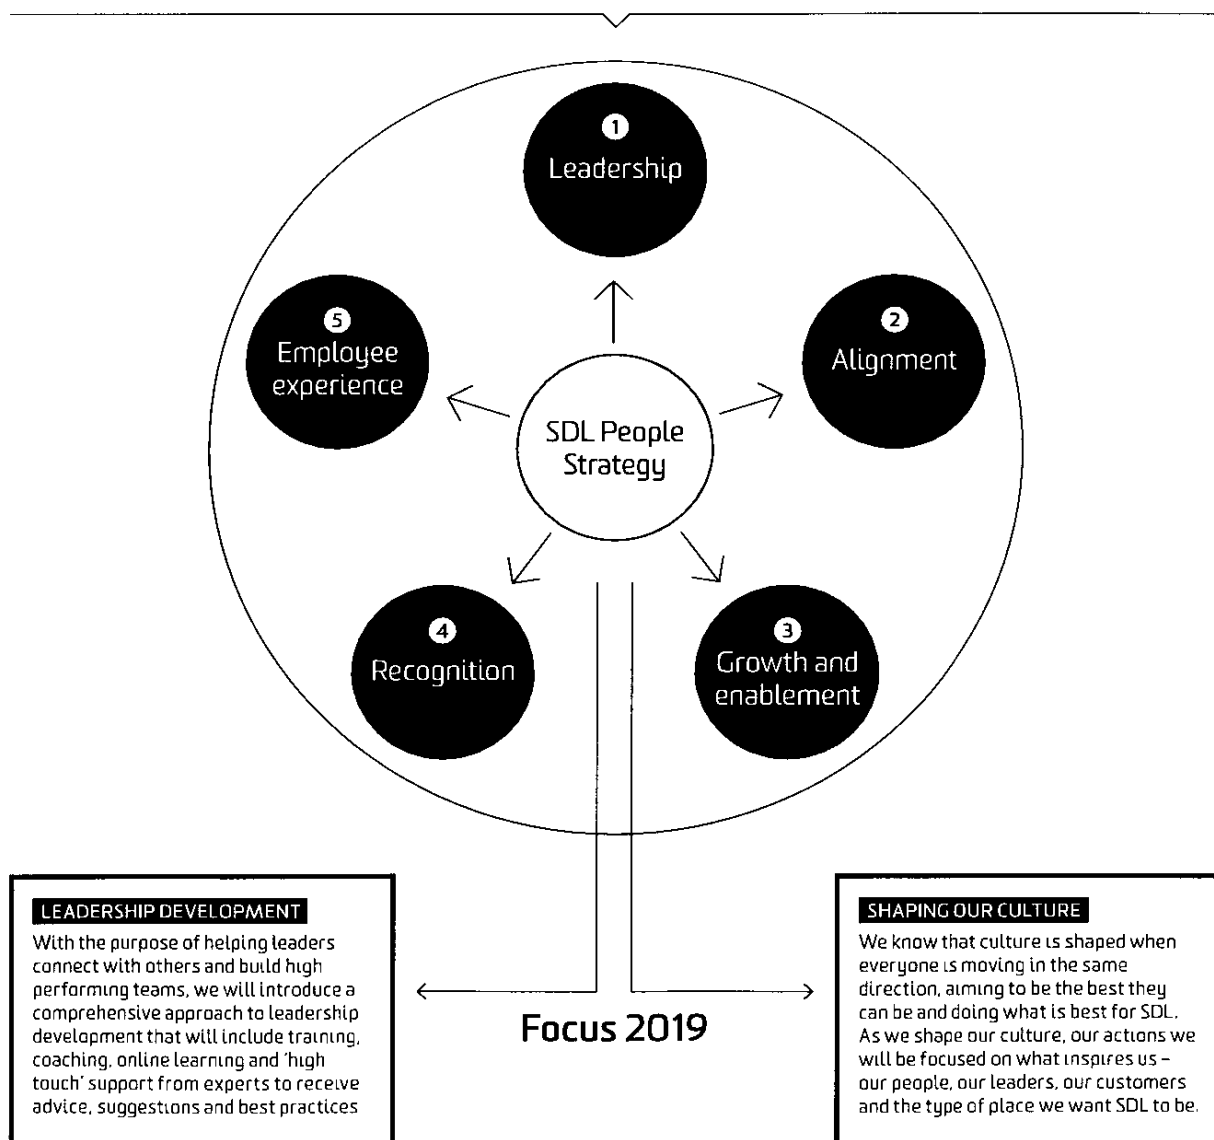 1
Leadership
5
Employee
experience
2
Alignment
SDL People
Strategy
4
Recognition
3
Growth and
enablement
LEADERSHIP DEVELOPMENT
With the purpose of helping leaders
connect with others and build high
performing teams, we will introduce a
comprehensive approach to leadership
development that will include training,
coaching, online learning and 'high
touch' support from experts to receive
advice, suggestions and best practices
Focus 2019
SHAPING OUR CULTURE
We know that culture is shaped when
everyone is moving in the same
direction, aiming to be the best they
can be and doing what is best for SDL.
As we shape our culture, our actions we
will be focused on what inspires us –
our people, our leaders, our customers
and the type of place we want SDL to be.